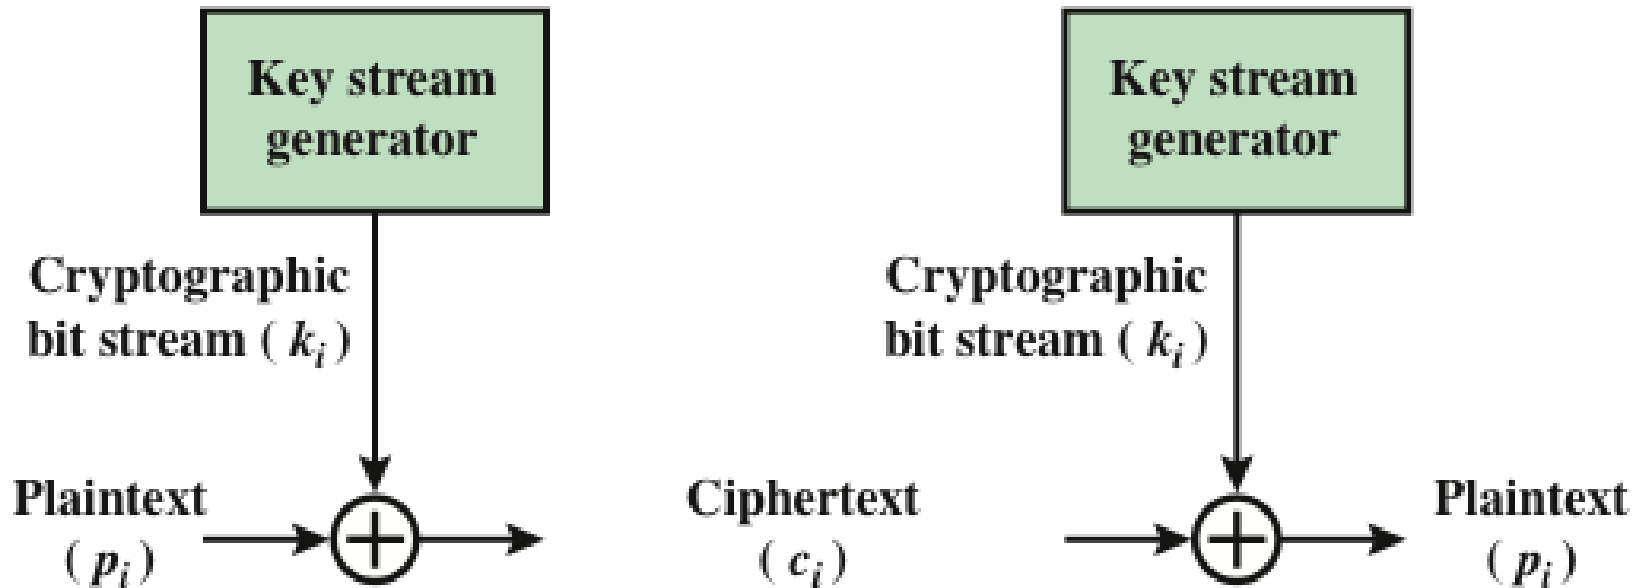 Key stream
generator
Key stream
generator
Cryptographic
bit stream ( kᵢ )
Cryptographic
bit stream ( kᵢ )
Plaintext
( pᵢ )
Ciphertext
( cᵢ )
Plaintext
( pᵢ )